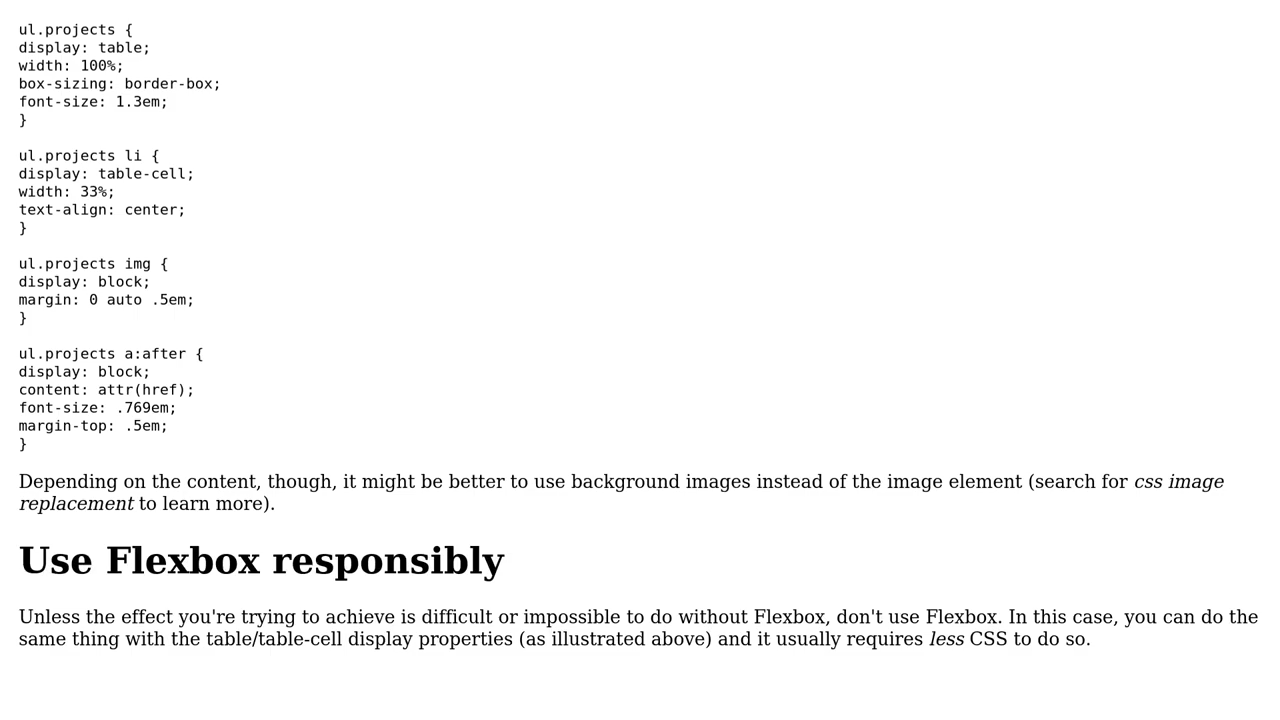 ul.projects {
display: table;
width: 100%;
box-sizing: border-box;
font-size: 1.3em;
}
ul.projects li {
display: table-cell;
width: 33%;
text-align: center;
}
ul.projects img {
display: block;
margin: 0 auto .5em;
}
ul.projects a:after {
display: block;
content: attr(href);
font-size: .769em;
margin-top: .5em;
}
Depending on the content, though, it might be better to use background images instead of the image element (search for css image
replacement to learn more).
Use Flexbox responsibly
Unless the effect you're trying to achieve is difficult or impossible to do without Flexbox, don't use Flexbox. In this case, you can do the
same thing with the table/table-cell display properties (as illustrated above) and it usually requires less CSS to do so.